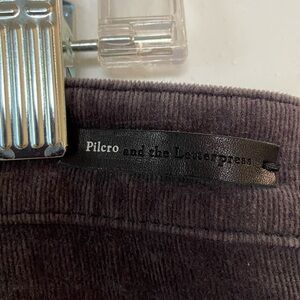 Pilcro and the Letterpress